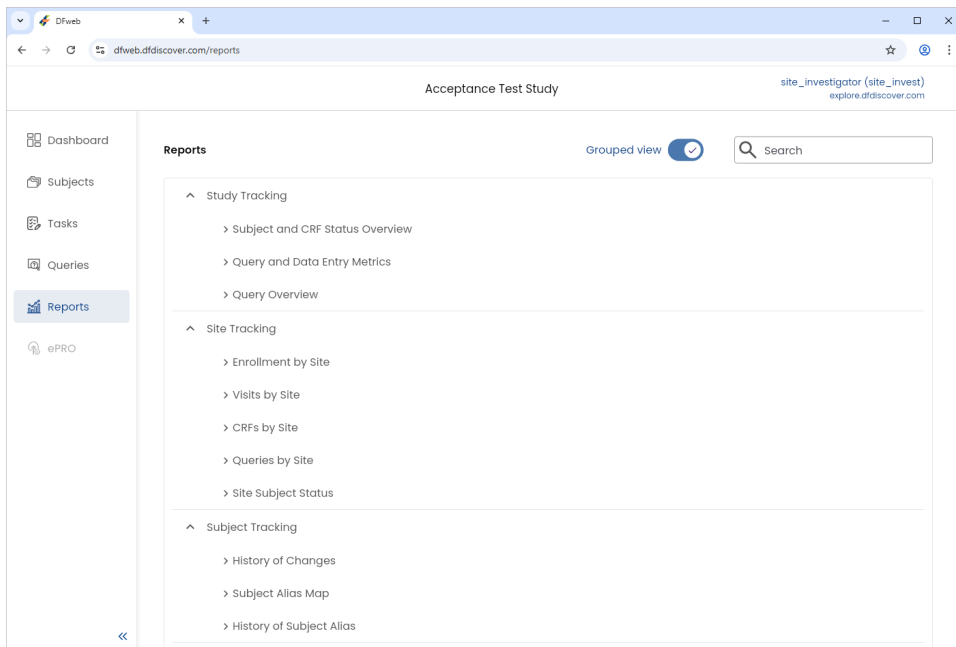 DFweb
dfweb.dfdiscover.com/reports
Acceptance Test Study
site_investigator (site_invest)
explore.dfdiscover.com
Dashboard
Subjects
Tasks
Queries
Reports
ePRO
Reports
Grouped view
Search
Study Tracking
Subject and CRF Status Overview
Query and Data Entry Metrics
Query Overview
Site Tracking
Enrollment by Site
Visits by Site
CRFs by Site
Queries by Site
Site Subject Status
Subject Tracking
History of Changes
Subject Alias Map
History of Subject Alias